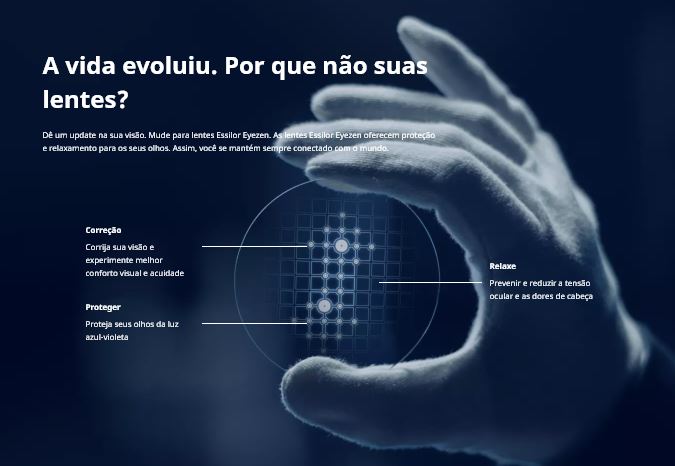 A vida evoluiu. Por que não suas
lentes?
Dê um update na sua visão. Mude para lentes Essilor Eyezen. As lentes Essilor Eyezen oferecem proteção
e relaxamento para os seus olhos. Assim, você se mantém sempre conectado com o mundo.
Correção
Corrija sua visão e
experimente melhor
conforto visual e acuidade
Relaxe
Prevenir e reduzir a tensão
ocular e as dores de cabeça
Proteger
Proteja seus olhos da luz
azul-violeta